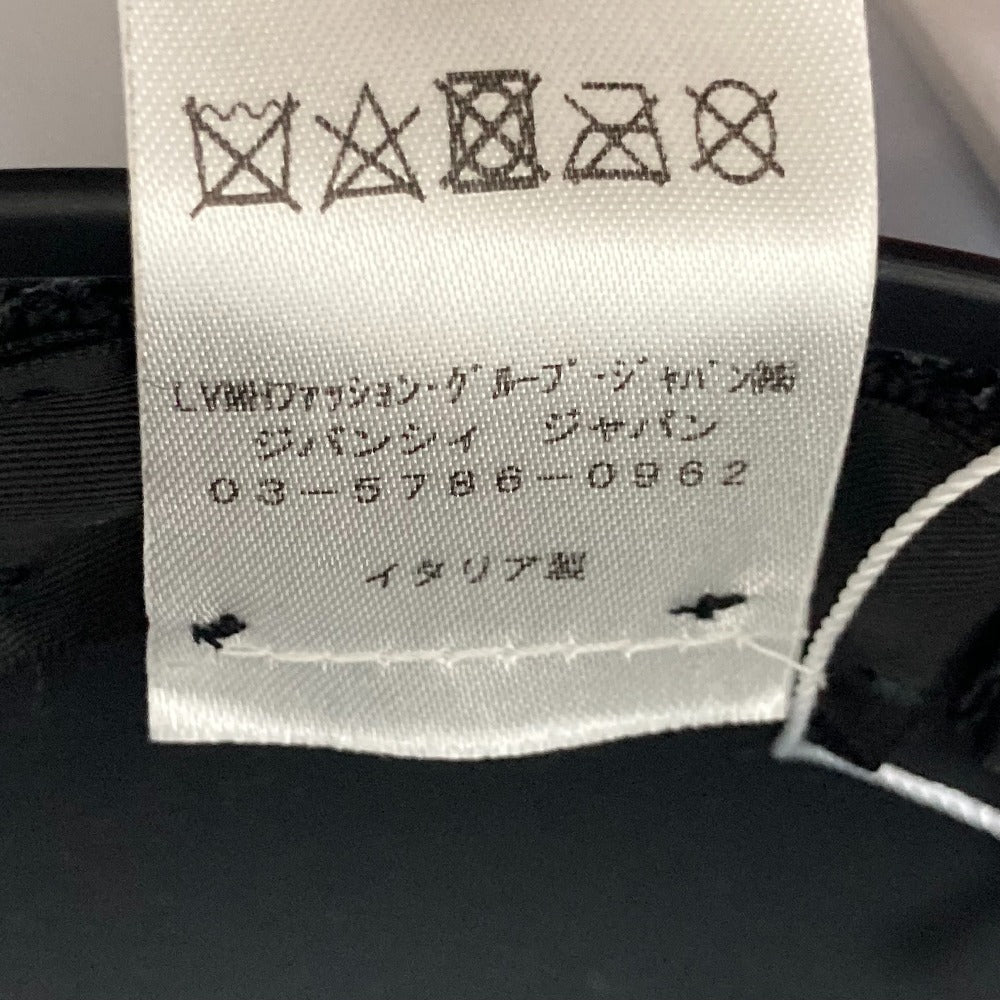 LVMHファッション・グループ・ジャパン㈱
ジバンシィ ジャパン
03-5786-0962
イタリア製